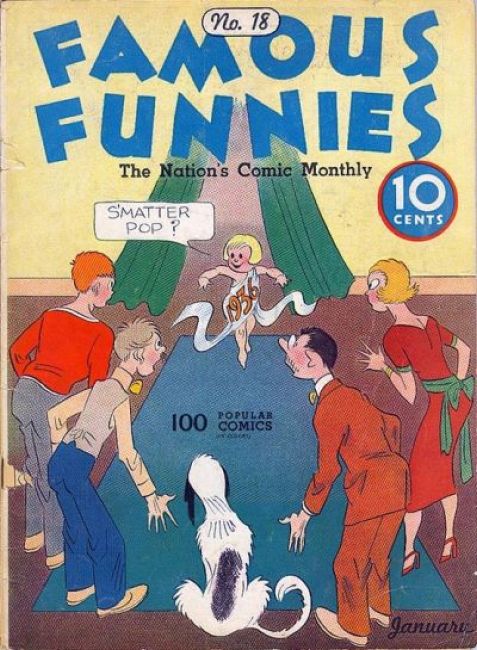 No. 18
FAMOUS
FUNNIES
The Nation's Comic Monthly
10
CENTS
S'MATTER
POP?
1936
100 POPULAR
COMICS
January